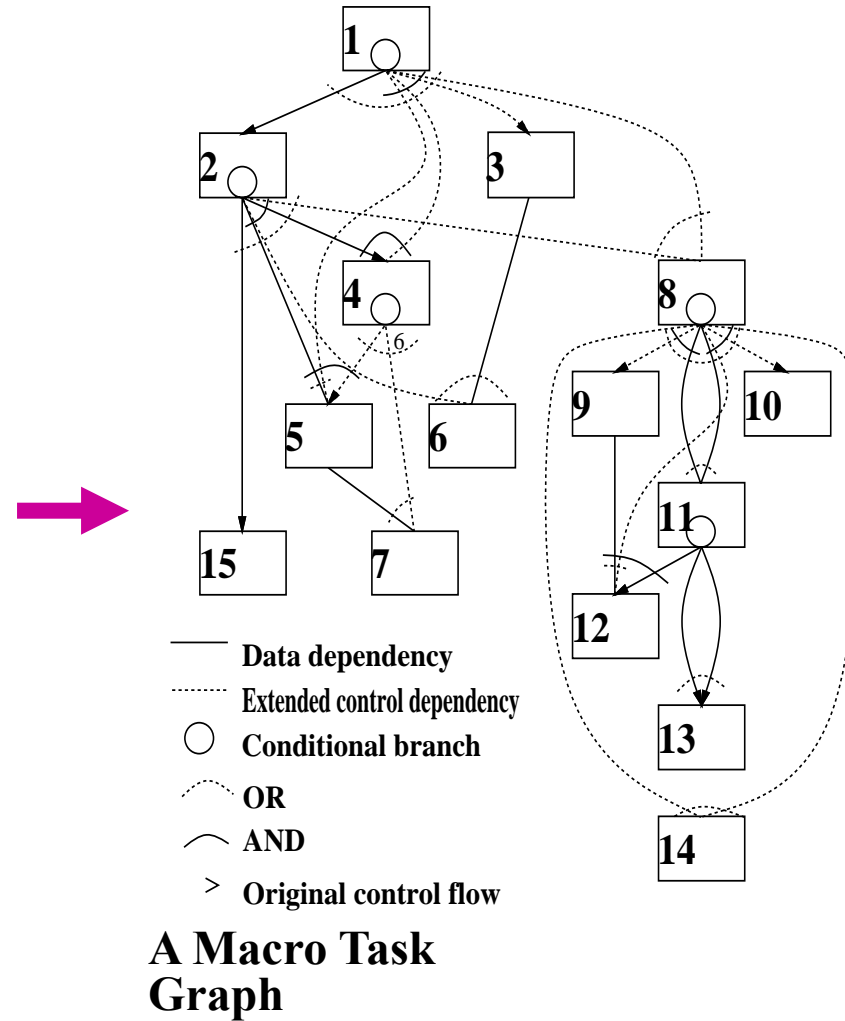 1
2
3
4
8
6
9
10
5
6
11
15
7
12
13
14
Data dependency
Extended control dependency
Conditional branch
OR
AND
Original control flow
A Macro Task
Graph